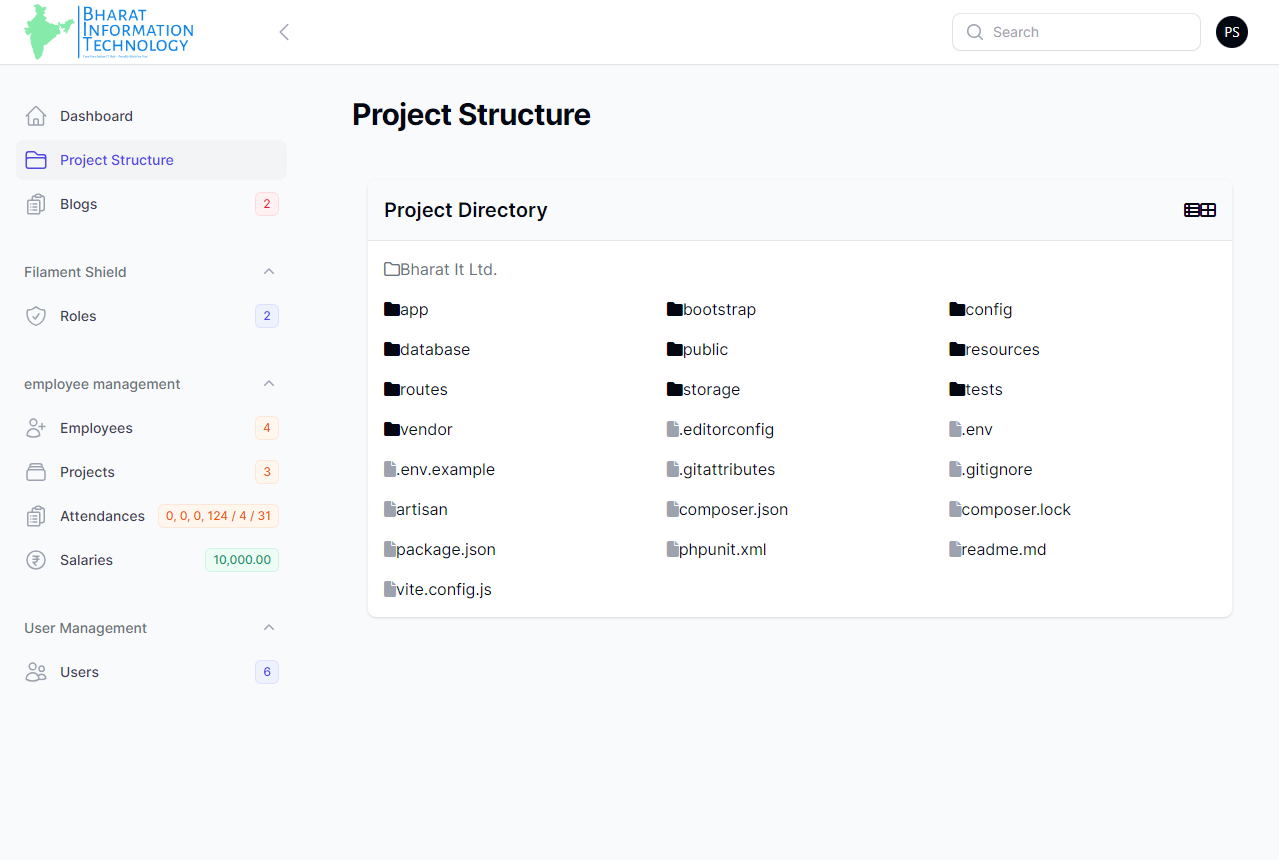 BHARAT
INFORMATION
TECHNOLOGY
Search
PS
Dashboard
Project Structure
Blogs 2
Filament Shield
Roles 2
employee management
Employees 4
Projects 3
Attendances 0, 0, 0, 124 / 4 / 31
Salaries 10,000.00
User Management
Users 6
Project Structure
Project Directory
Bharat It Ltd.
app bootstrap config
database public resources
routes storage tests
vendor .editorconfig .env
.env.example .gitattributes .gitignore
artisan composer.json composer.lock
package.json phpunit.xml readme.md
vite.config.js